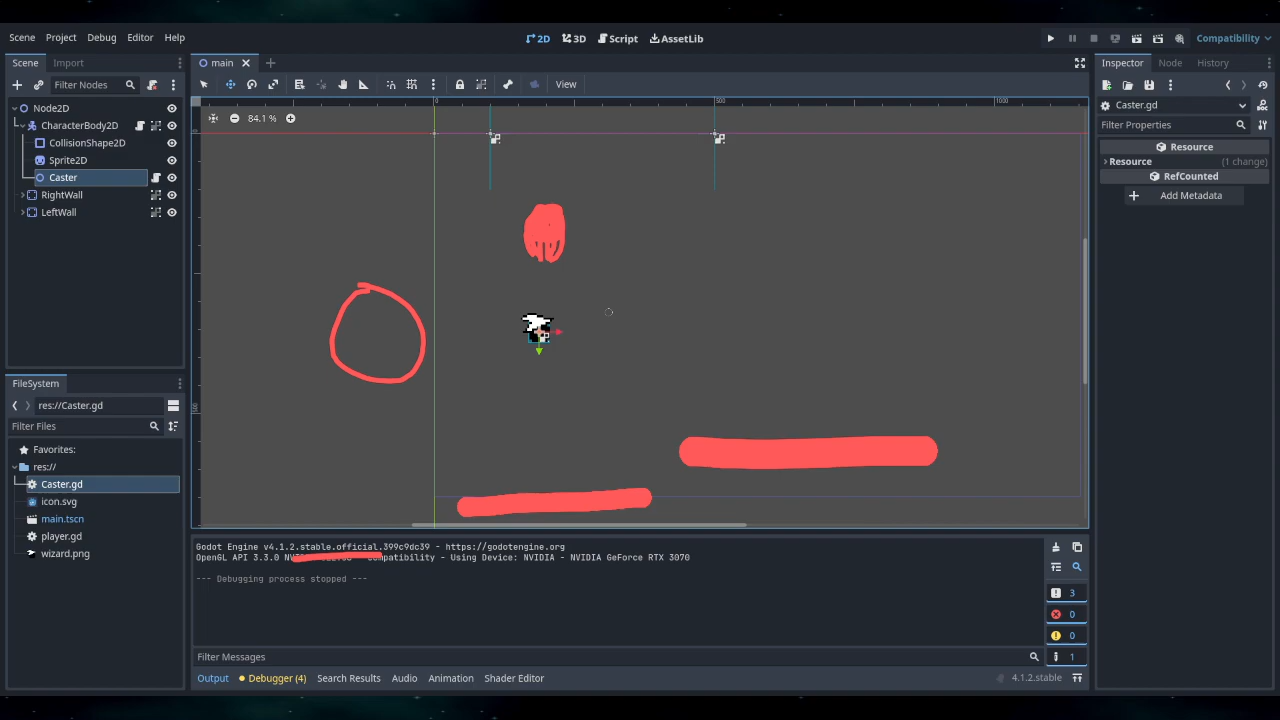 Scene Project Debug Editor Help
2D 3D Script AssetLib
Compatibility
Scene Import
main
Inspector Node History
Filter Nodes
View
Caster.gd
Filter Properties
Resource
Resource (1 change)
RefCounted
Add Metadata
Node2D
CharacterBody2D
CollisionShape2D
Sprite2D
Caster
RightWall
LeftWall
84.1 %
0 500 1000
0
500
FileSystem
res://Caster.gd
Filter Files
Favorites:
res://
Caster.gd
icon.svg
main.tscn
player.gd
wizard.png
Godot Engine v4.1.2.stable.official.399c9dc39 - https://godotengine.org
OpenGL API 3.3.0 Compatibility - Using Device: NVIDIA - NVIDIA GeForce RTX 3070
--- Debugging process stopped ---
3
0
0
1
Filter Messages
Output Debugger (4) Search Results Audio Animation Shader Editor
4.1.2.stable